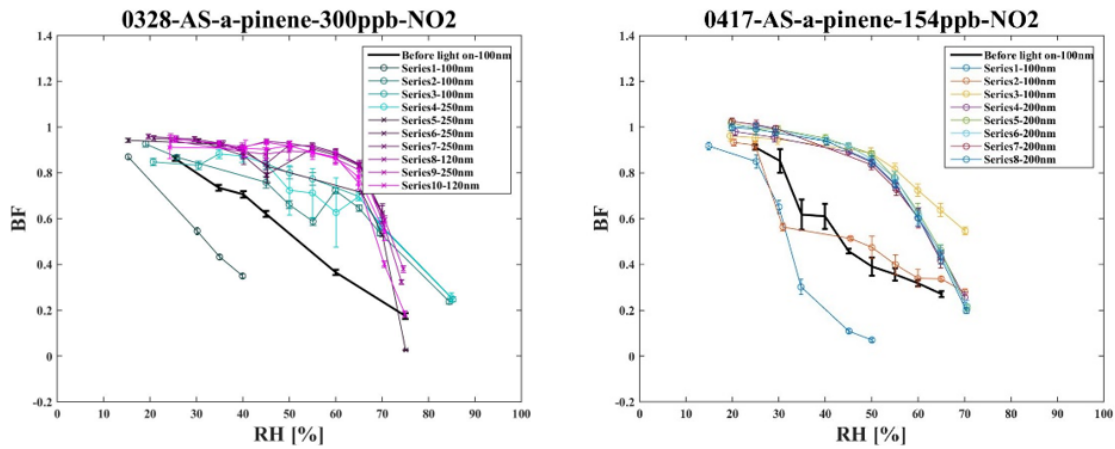 0328-AS-a-pinene-300ppb-NO2
1.4
1.2
1
0.8
0.6
0.4
0.2
0
-0.2
BF
Before light on-100nm
Series1-100nm
Series2-100nm
Series3-100nm
Series4-250nm
Series5-250nm
Series6-250nm
Series7-250nm
Series8-120nm
Series9-250nm
Series10-120nm
0 10 20 30 40 50 60 70 80 90 100
RH [%]
0417-AS-a-pinene-154ppb-NO2
1.4
1.2
1
0.8
0.6
0.4
0.2
0
-0.2
BF
Before light on-100nm
Series1-100nm
Series2-100nm
Series3-100nm
Series4-200nm
Series5-200nm
Series6-200nm
Series7-200nm
Series8-200nm
0 10 20 30 40 50 60 70 80 90 100
RH [%]